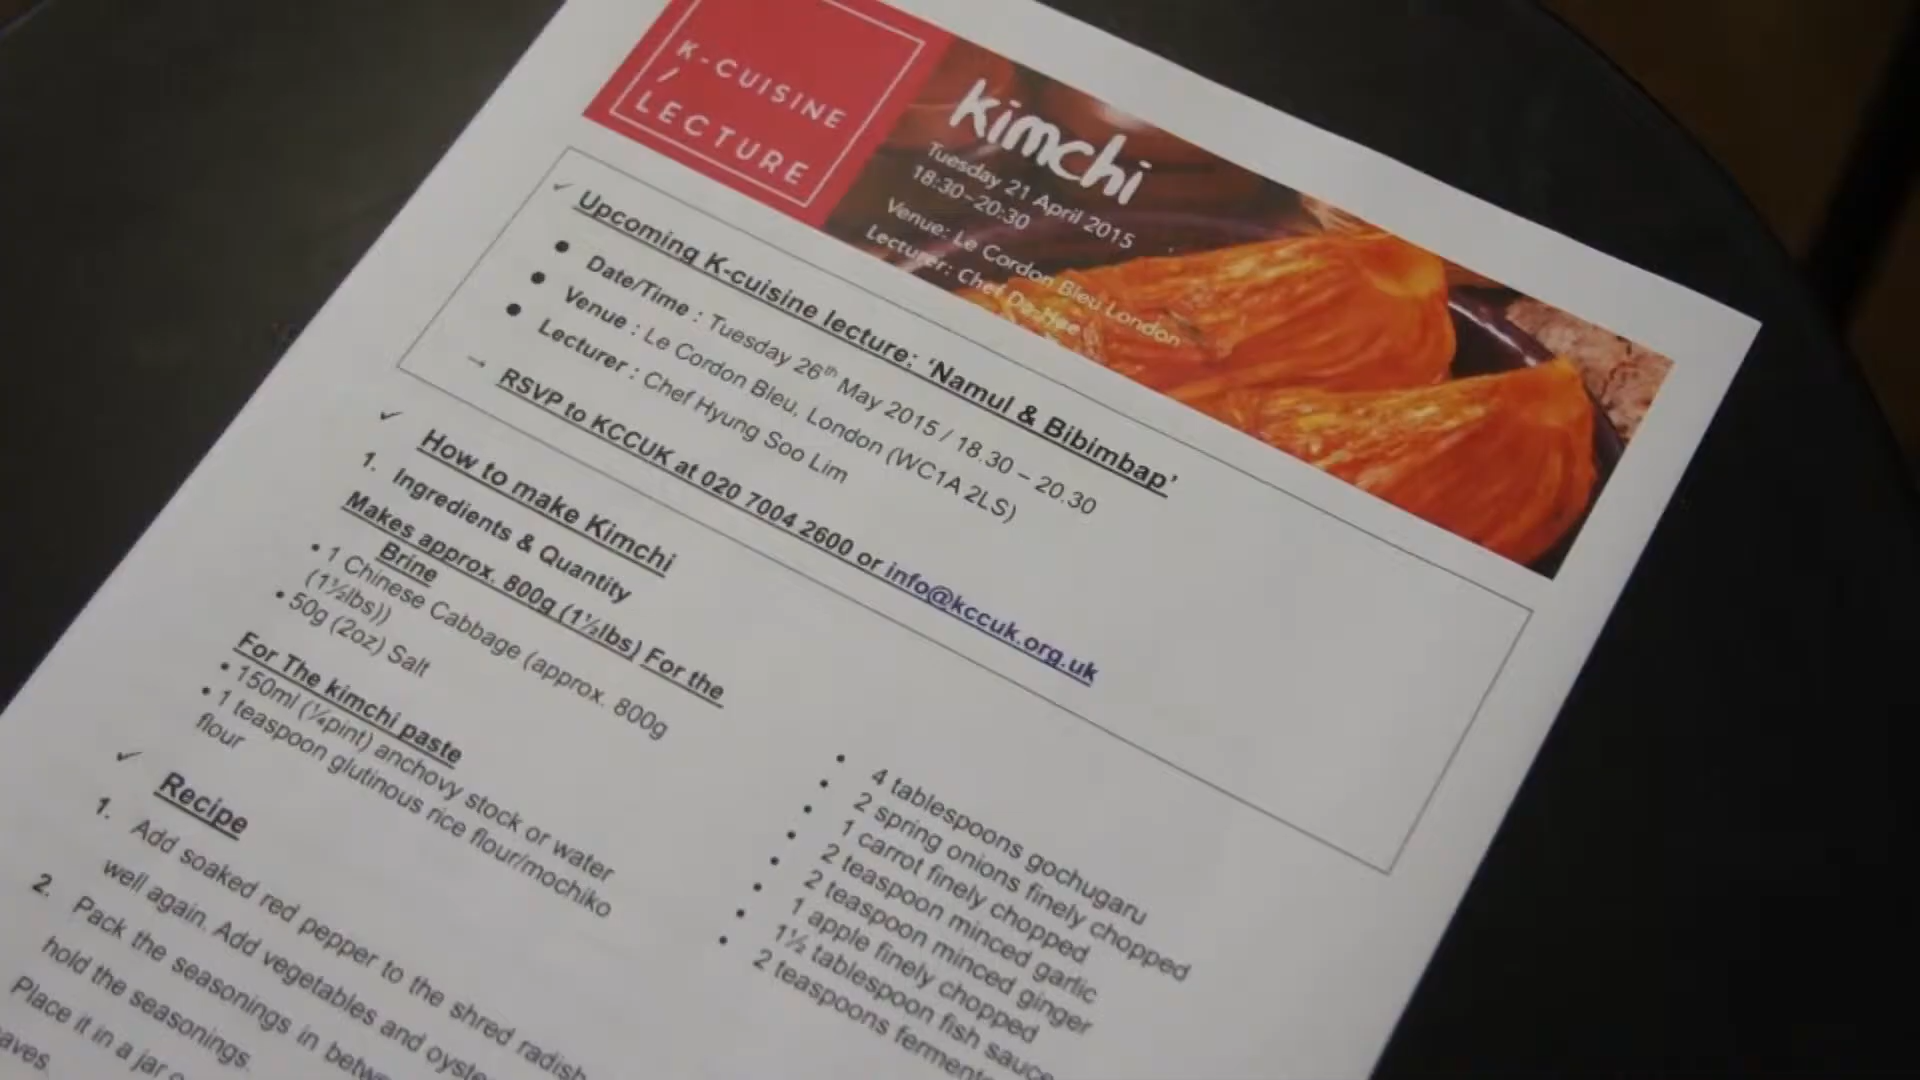 K-CUISINE
/
LECTURE
kimchi
Tuesday 21 April 2015
18:30-20:30
Venue: Le Cordon Bleu London
Lecturer: Chef Da-Hae
✓ Upcoming K-cuisine lecture: ‘Namul & Bibimbap’
● Date/Time : Tuesday 26th May 2015 / 18.30 – 20.30
● Venue : Le Cordon Bleu, London (WC1A 2LS)
● Lecturer : Chef Hyung Soo Lim
→ RSVP to KCCUK at 020 7004 2600 or info@kccuk.org.uk
✓ How to make Kimchi
1. Ingredients & Quantity
Makes approx. 800g (1½lbs) For the
Brine
• 1 Chinese Cabbage (approx. 800g
(1½lbs))
• 50g (2oz) Salt
For The kimchi paste
• 150ml (¼pint) anchovy stock or water
• 1 teaspoon glutinous rice flour/mochiko
flour
• 4 tablespoons gochugaru
• 2 spring onions finely chopped
• 1 carrot finely chopped
• 2 teaspoon minced garlic
• 2 teaspoon minced ginger
• 1 apple finely chopped
• 1½ tablespoon fish sauce
• 2 teaspoons
✓ Recipe
1. Add soaked red pepper to the shred radish
well again. Add vegetables and
2. Pack the seasonings in
hold the seasonings.
Place it in a jar